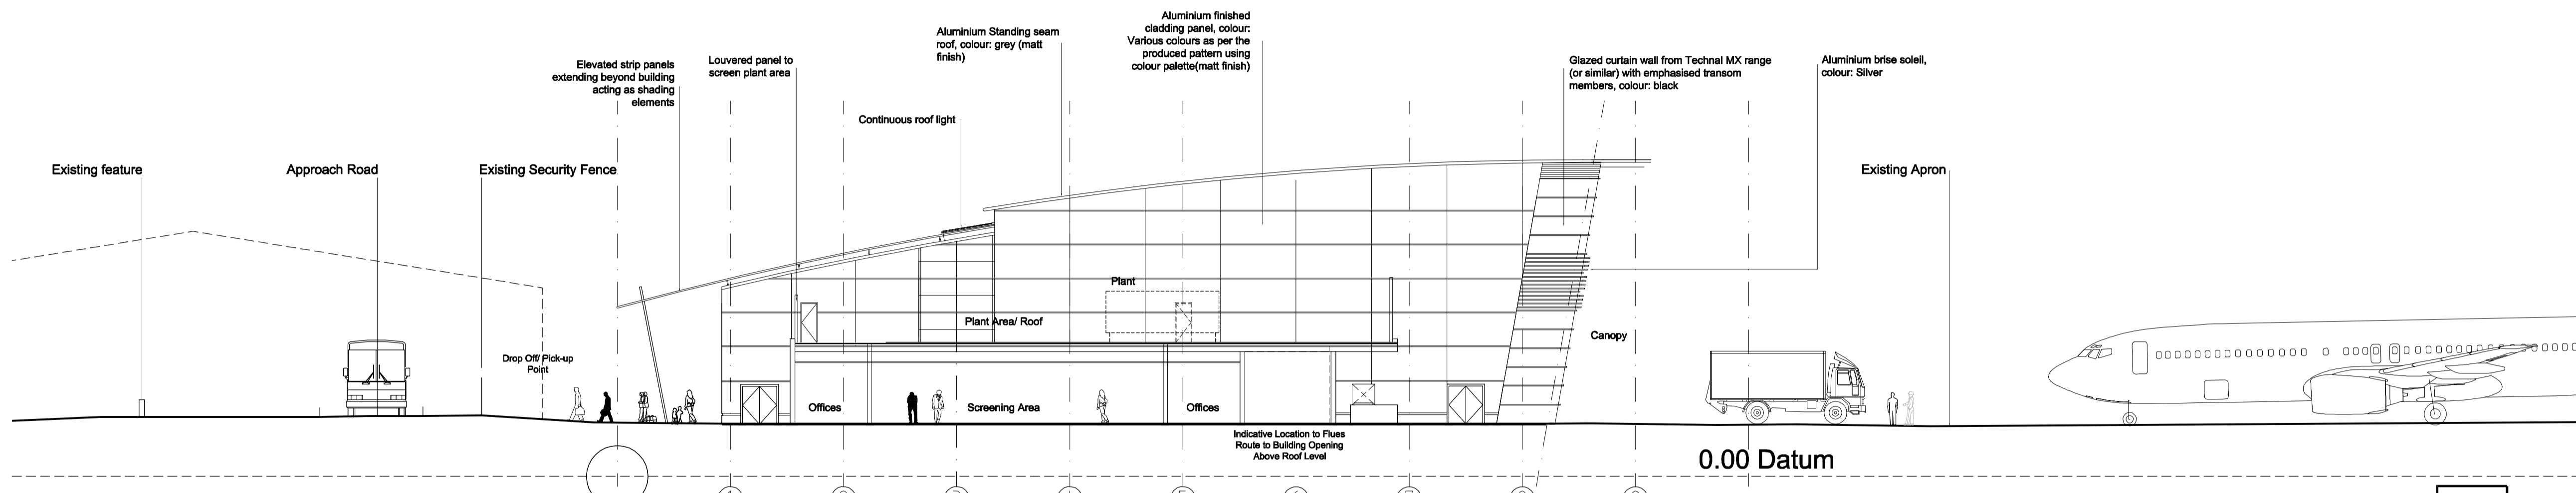 Aluminium finished
cladding panel, colour:
Various colours as per the
produced pattern using
colour palette(matt finish)
Aluminium Standing seam
roof, colour: grey (matt
finish)
Elevated strip panels
extending beyond building
acting as shading
elements
Louvered panel to
screen plant area
Glazed curtain wall from Technal MX range
(or similar) with emphasised transom
members, colour: black
Aluminium brise soleil,
colour: Silver
Continuous roof light
Existing feature
Approach Road
Existing Security Fence
Existing Apron
Plant
Plant Area/ Roof
Canopy
Drop Off/ Pick-up
Point
Offices
Screening Area
Offices
Indicative Location to Flues
Route to Building Opening
Above Roof Level
0.00 Datum